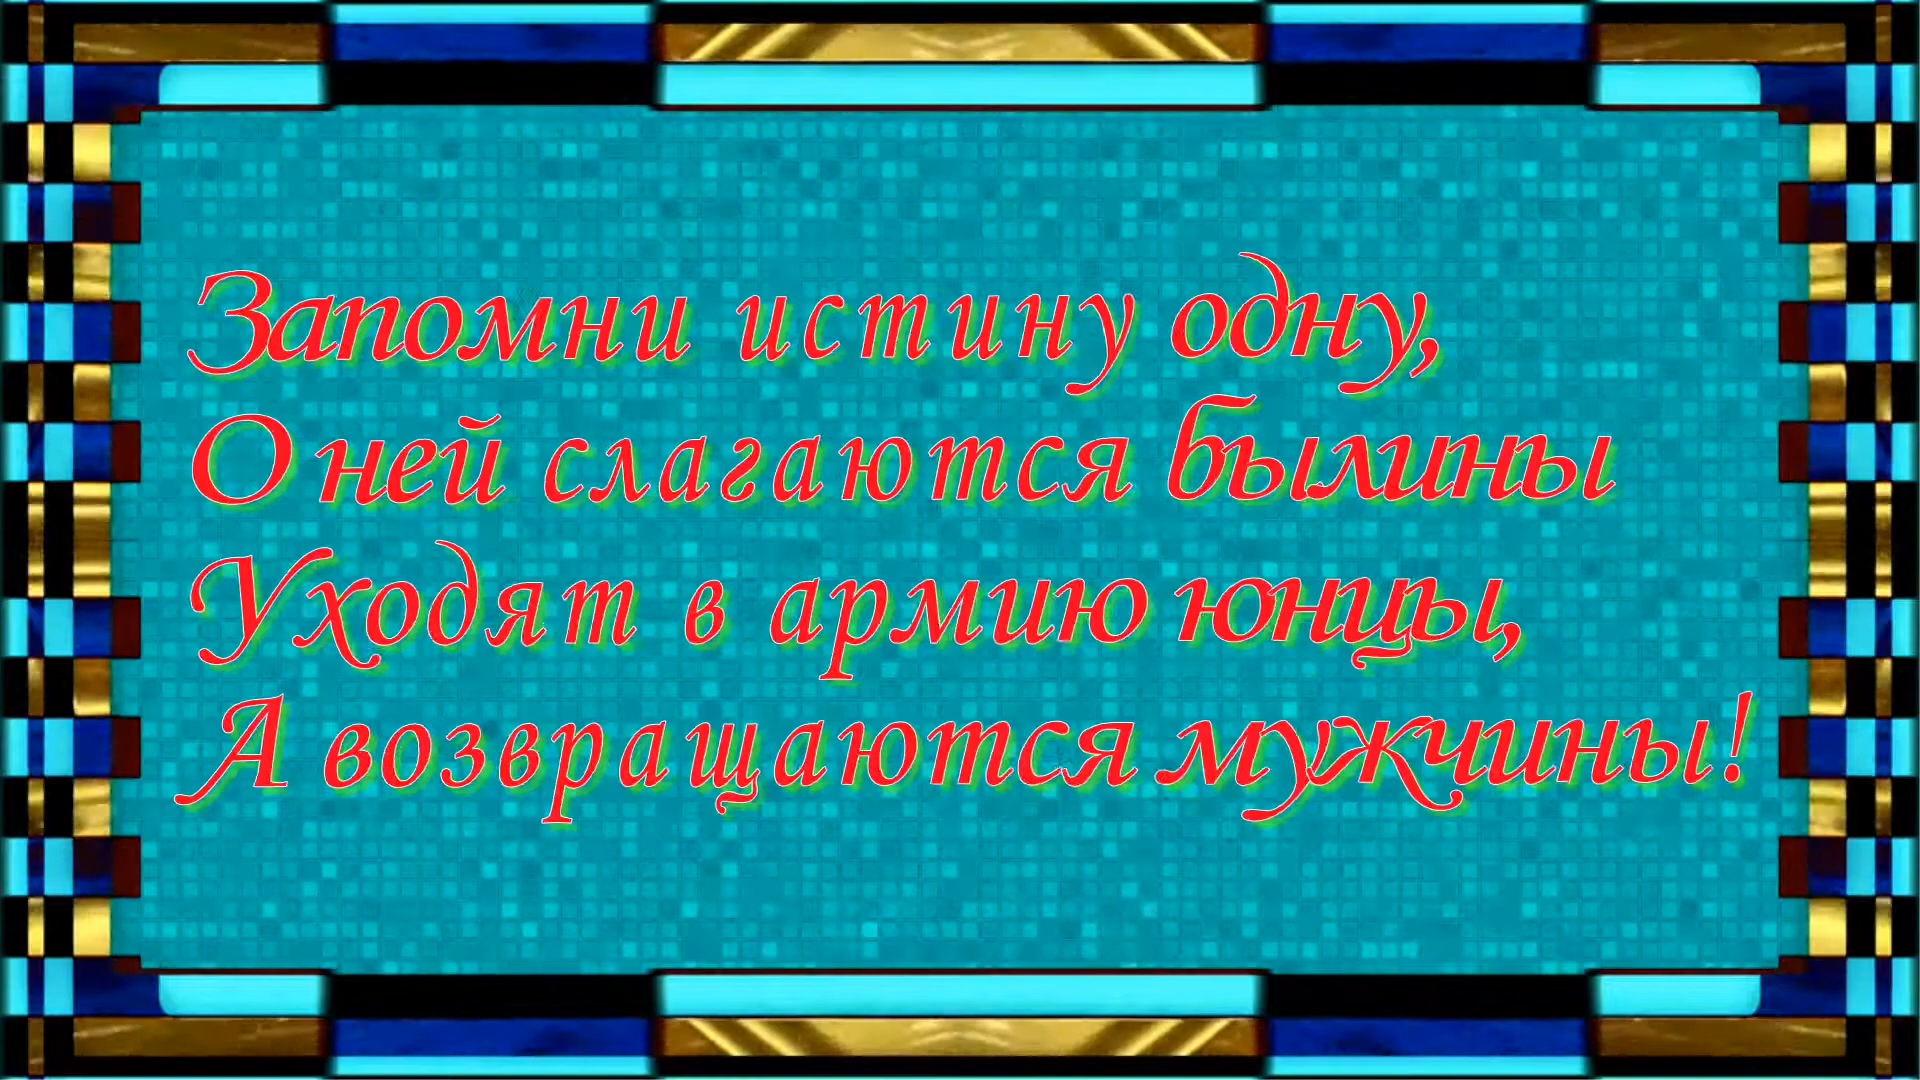 Запомни истину одну,
О ней слагаются былины
Уходят в армию юнцы,
А возвращаются мужчины!